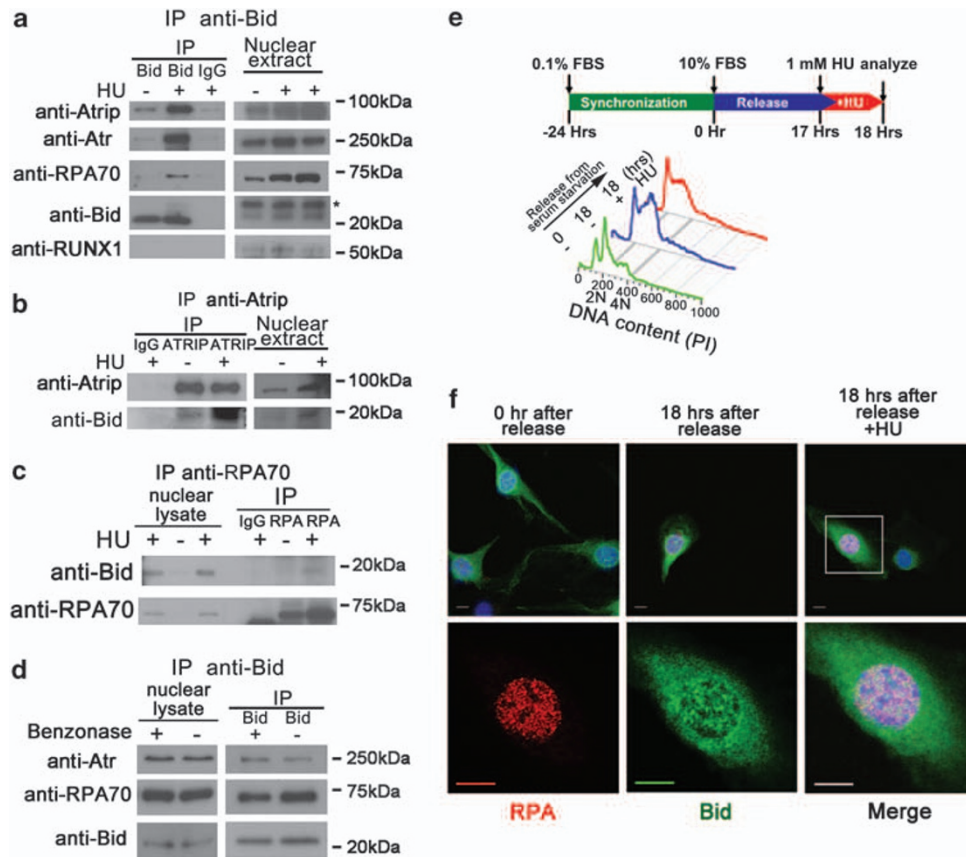 a
IP anti-Bid
IP
Nuclear extract
Bid Bid IgG
HU - + + - + +
anti-Atrip
100kDa
anti-Atr
250kDa
anti-RPA70
75kDa
anti-Bid
*
20kDa
anti-RUNX1
50kDa
b
IP anti-Atrip
IP
Nuclear extract
IgG ATRIP ATRIP
HU + - + - +
anti-Atrip
100kDa
anti-Bid
20kDa
c
IP anti-RPA70
nuclear lysate
IP
IgG RPA RPA
HU + - + + - +
anti-Bid
20kDa
anti-RPA70
75kDa
d
IP anti-Bid
nuclear lysate
IP
Bid Bid
Benzonase + - + -
anti-Atr
250kDa
anti-RPA70
75kDa
anti-Bid
20kDa
e
0.1% FBS 10% FBS 1 mM HU analyze
Synchronization Release +HU
-24 Hrs 0 Hr 17 Hrs 18 Hrs
Release from serum starvation
0 18 18 (hrs)
- - + HU
0 200 400 600 800 1000
2N 4N
DNA content (PI)
f
0 hr after release
18 hrs after release
18 hrs after release +HU
RPA
Bid
Merge